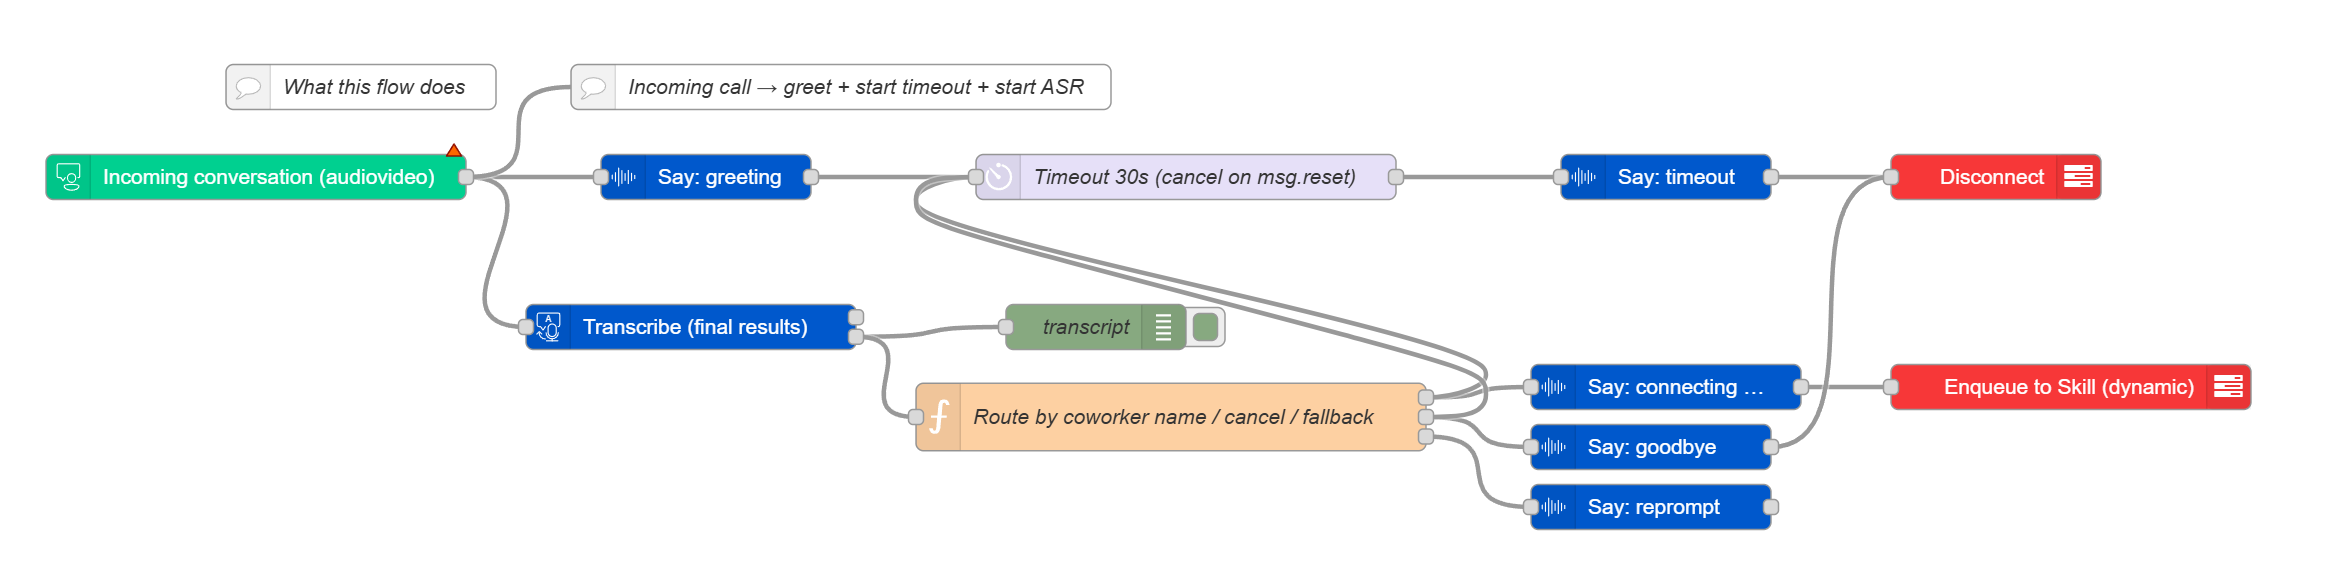 What this flow does
Incoming call → greet + start timeout + start ASR
Incoming conversation (audiovideo)
Say: greeting
Timeout 30s (cancel on msg.reset)
Say: timeout
Disconnect
A
Transcribe (final results)
transcript
Say: connecting …
Enqueue to Skill (dynamic)
Route by coworker name / cancel / fallback
Say: goodbye
Say: reprompt